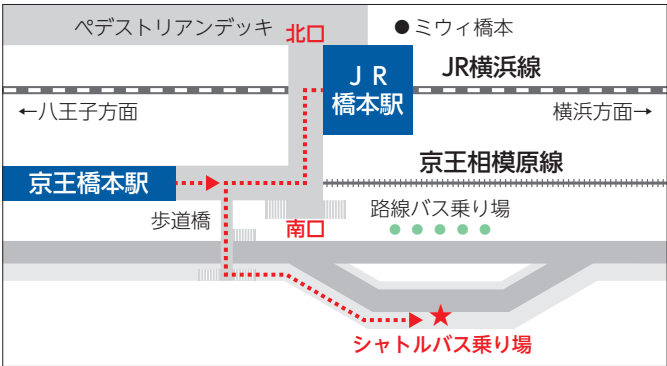 ペデストリアンデッキ
北口
●ミウィ橋本
JR
橋本駅
JR横浜線
←八王子方面
横浜方面→
京王相模原線
京王橋本駅
歩道橋
南口
路線バス乗り場
シャトルバス乗り場